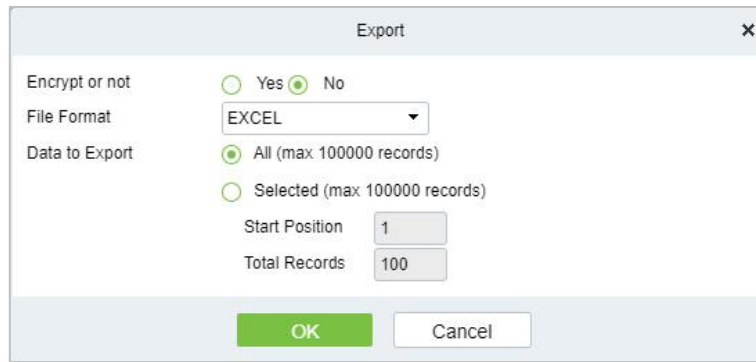 Export
Encrypt or not Yes No
File Format EXCEL
Data to Export All (max 100000 records)
Selected (max 100000 records)
Start Position 1
Total Records 100
OK Cancel